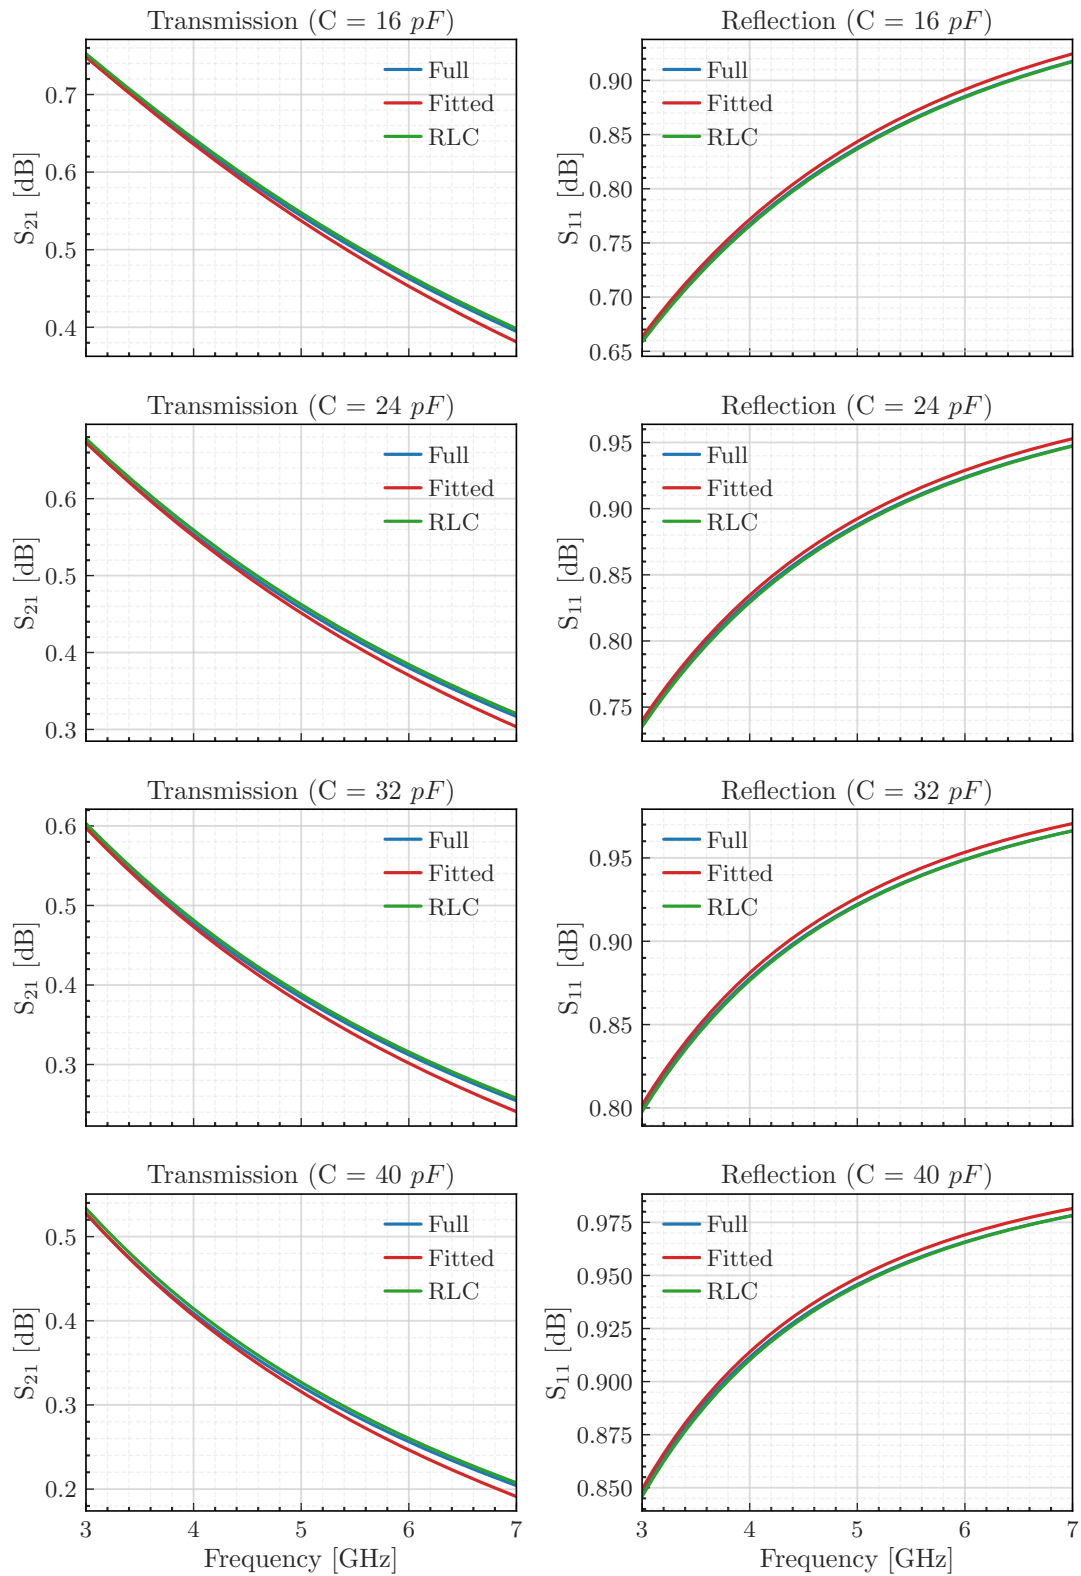 Transmission (C = 16 pF)
0.7
0.6
0.5
0.4
S21 [dB]
Full
Fitted
RLC
Reflection (C = 16 pF)
0.90
0.85
0.80
0.75
0.70
0.65
S11 [dB]
Full
Fitted
RLC
Transmission (C = 24 pF)
0.6
0.5
0.4
0.3
S21 [dB]
Full
Fitted
RLC
Reflection (C = 24 pF)
0.95
0.90
0.85
0.80
0.75
S11 [dB]
Full
Fitted
RLC
Transmission (C = 32 pF)
0.6
0.5
0.4
0.3
S21 [dB]
Full
Fitted
RLC
Reflection (C = 32 pF)
0.95
0.90
0.85
0.80
S11 [dB]
Full
Fitted
RLC
Transmission (C = 40 pF)
0.5
0.4
0.3
0.2
S21 [dB]
Full
Fitted
RLC
3 4 5 6 7
Frequency [GHz]
Reflection (C = 40 pF)
0.975
0.950
0.925
0.900
0.875
0.850
S11 [dB]
Full
Fitted
RLC
3 4 5 6 7
Frequency [GHz]